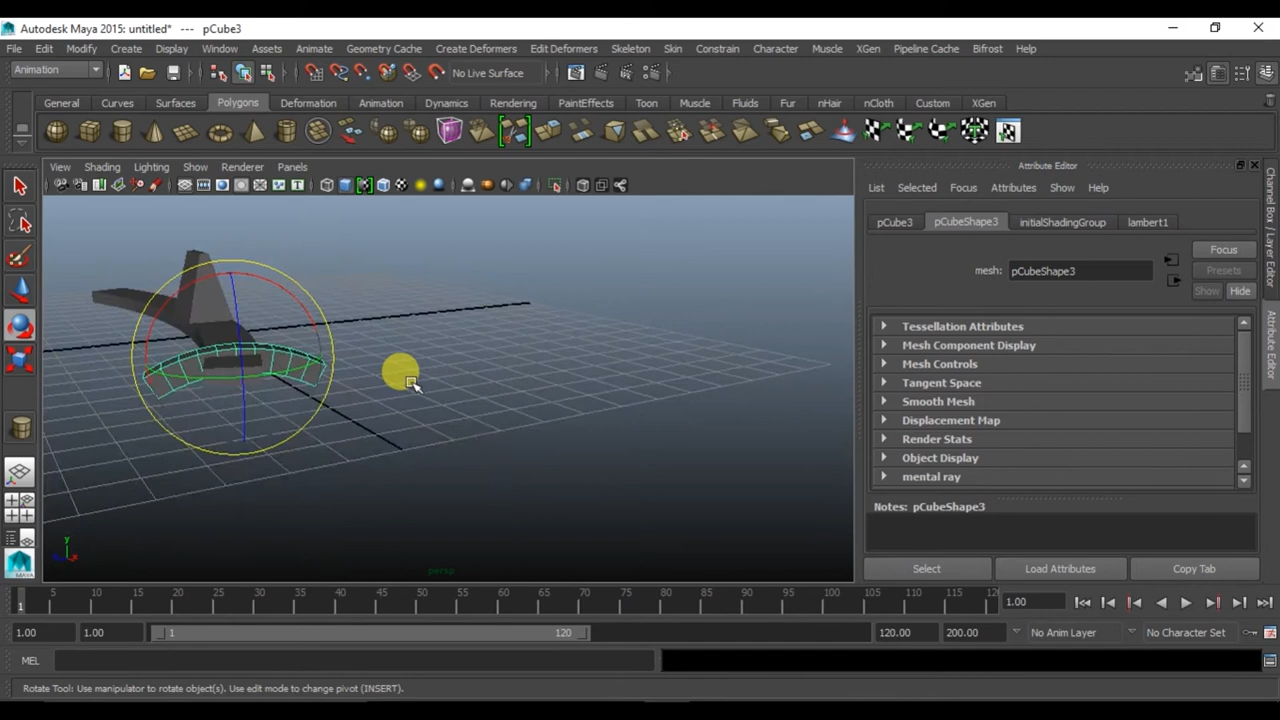 Autodesk Maya 2015: untitled* --- pCube3
File Edit Modify Create Display Window Assets Animate Geometry Cache Create Deformers Edit Deformers Skeleton Skin Constrain Character Muscle XGen Pipeline Cache Bifrost Help
Animation No Live Surface
General Curves Surfaces Polygons Deformation Animation Dynamics Rendering PaintEffects Toon Muscle Fluids Fur nHair nCloth Custom XGen
View Shading Lighting Show Renderer Panels
Attribute Editor
List Selected Focus Attributes Show Help
pCube3 pCubeShape3 initialShadingGroup lambert1
mesh: pCubeShape3
Focus
Presets
Show Hide
Tessellation Attributes
Mesh Component Display
Mesh Controls
Tangent Space
Smooth Mesh
Displacement Map
Render Stats
Object Display
mental ray
Notes: pCubeShape3
Select Load Attributes Copy Tab
Channel Box / Layer Editor
Attribute Editor
y
x
persp
MAYA
1 5 10 15 20 25 30 35 40 45 50 55 60 65 70 75 80 85 90 95 100 105 110 115 1.00
1.00 1.00 1 120 120.00 200.00 No Anim Layer No Character Set
MEL
Rotate Tool: Use manipulator to rotate object(s). Use edit mode to change pivot (INSERT).